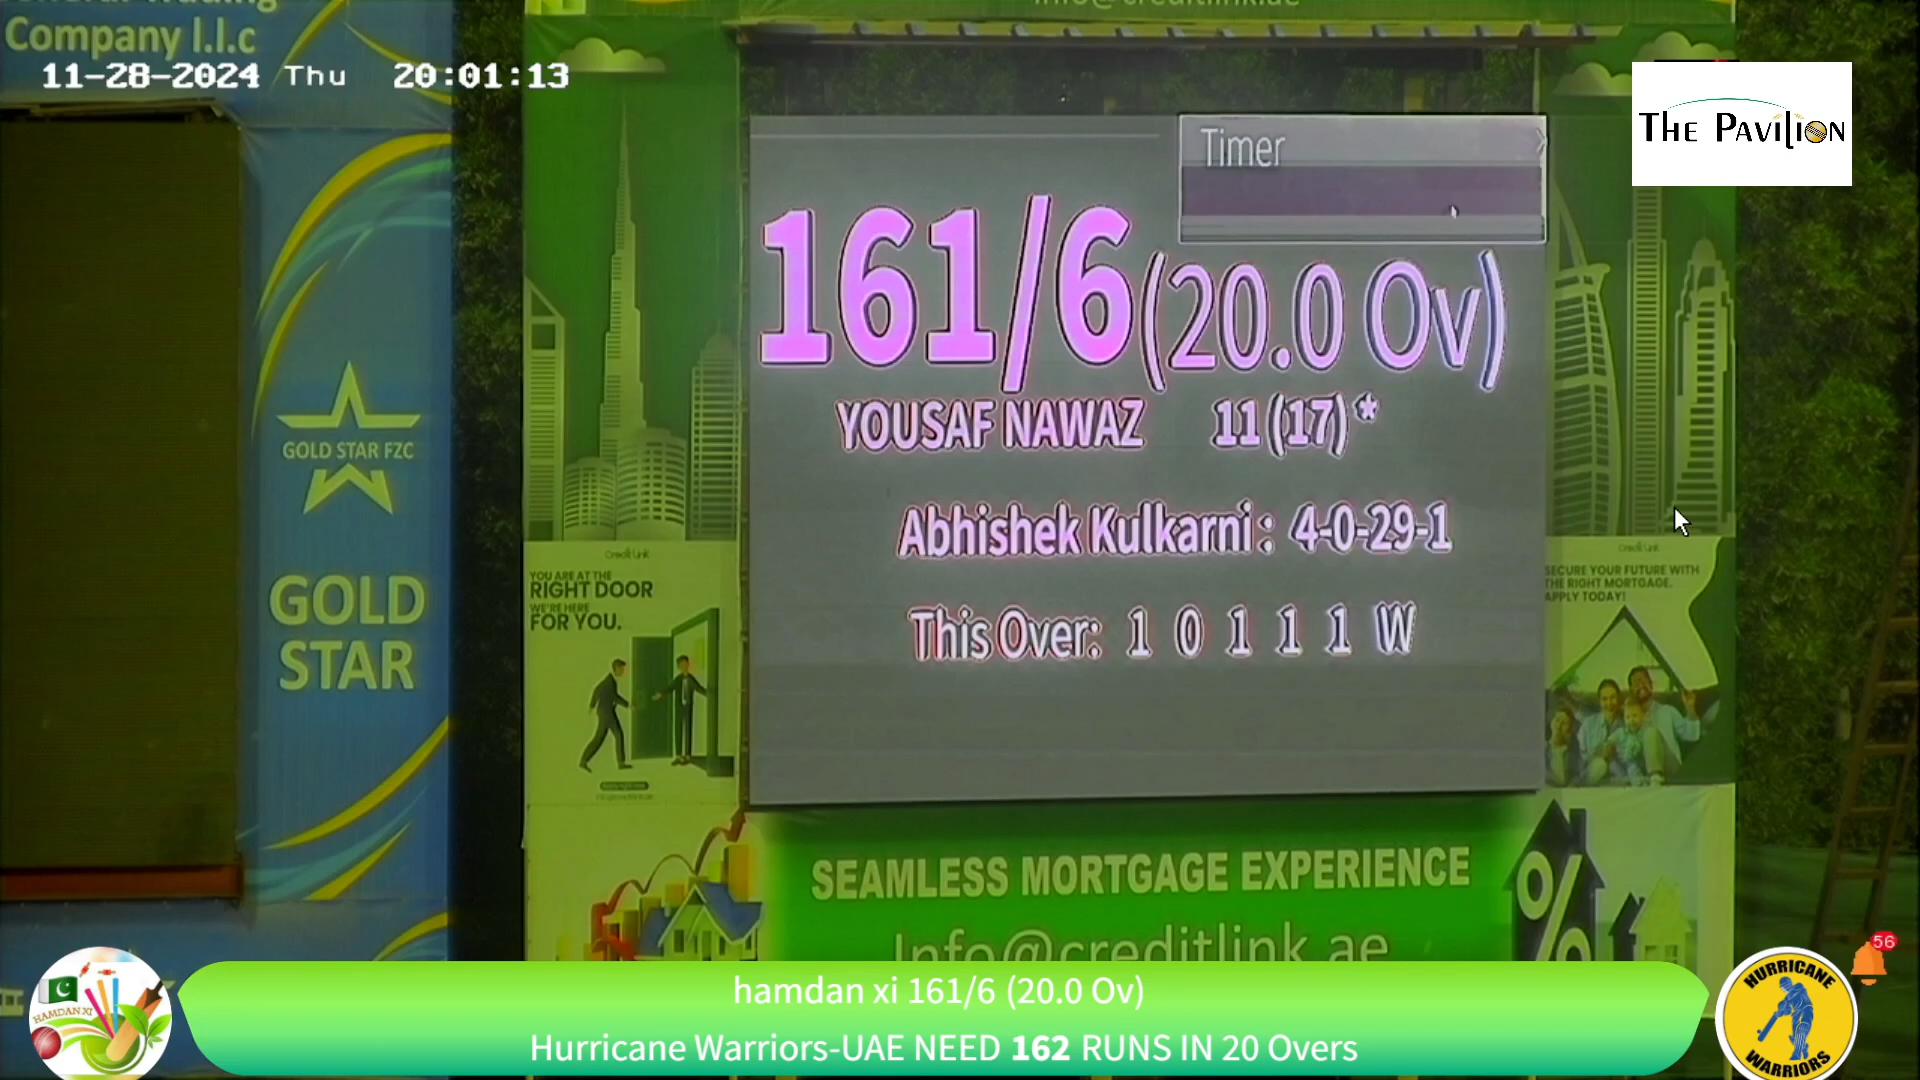 Company l.l.c
11-28-2024 Thu 20:01:13
THE PAVILION
Timer
161/6 (20.0 Ov)
YOUSAF NAWAZ 11(17)*
Abhishek Kulkarni : 4-0-29-1
This Over: 1 0 1 1 1 W
GOLD STAR FZC
GOLD
STAR
YOU ARE AT THE
RIGHT DOOR
WE'RE HERE
FOR YOU.
SECURE YOUR FUTURE WITH
THE RIGHT MORTGAGE.
APPLY TODAY!
SEAMLESS MORTGAGE EXPERIENCE
Info@creditlink.ae
HAMDAN XI
hamdan xi 161/6 (20.0 Ov)
Hurricane Warriors-UAE NEED 162 RUNS IN 20 Overs
HURRICANE
WARRIORS
56